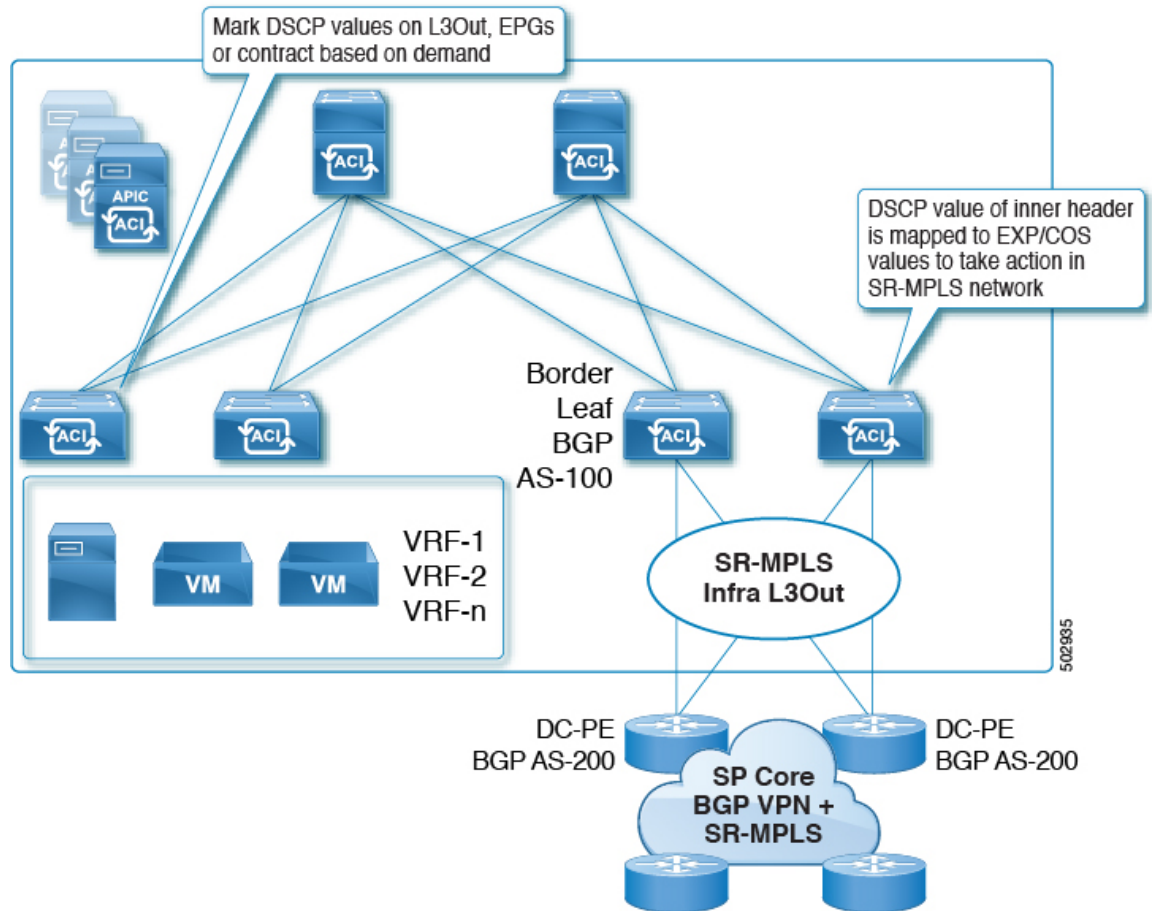 Mark DSCP values on L3Out, EPGs
or contract based on demand
ACI
ACI
A
A
APIC
ACI
DSCP value of inner header
is mapped to EXP/COS
values to take action in
SR-MPLS network
Border
Leaf
BGP
AS-100
ACI
ACI
ACI
ACI
VM
VM
VRF-1
VRF-2
VRF-n
SR-MPLS
Infra L3Out
502935
DC-PE
BGP AS-200
DC-PE
BGP AS-200
SP Core
BGP VPN +
SR-MPLS